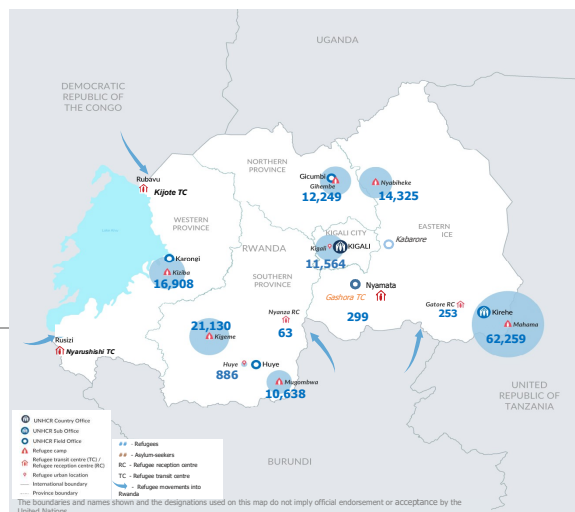 UGANDA
DEMOCRATIC
REPUBLIC OF
THE CONGO
NORTHERN
PROVINCE
Rubavu
Kijote TC
Gicumbi
Gihembe
12,249
Nyabiheke
14,325
WESTERN
PROVINCE
KIGALI CITY
Kigali
KIGALI
11,564
EASTERN
ICE
Kabarore
RWANDA
Karongi
Kiziba
16,908
SOUTHERN
PROVINCE
Nyamata
Gashora TC
299
Gatore RC
253
Kirehe
Mahama
62,259
Nyanza RC
63
21,130
Kigeme
Rusizi
Nyarushishi TC
Huye
886
Huye
Mugombwa
10,638
UNITED
REPUBLIC OF
TANZANIA
BURUNDI
UNHCR Country Office
UNHCR Sub Office
UNHCR Field Office
Refugee camp
Refugee transit centre (TC) /
Refugee reception centre (RC)
Refugee urban location
International boundary
Province boundary
## - Refugees
## - Asylum-seekers
RC - Refugee reception centre
TC - Refugee transit centre
- Refugee movements into
Rwanda
The boundaries and names shown and the designations used on this map do not imply official endorsement or acceptance by the
United Nations